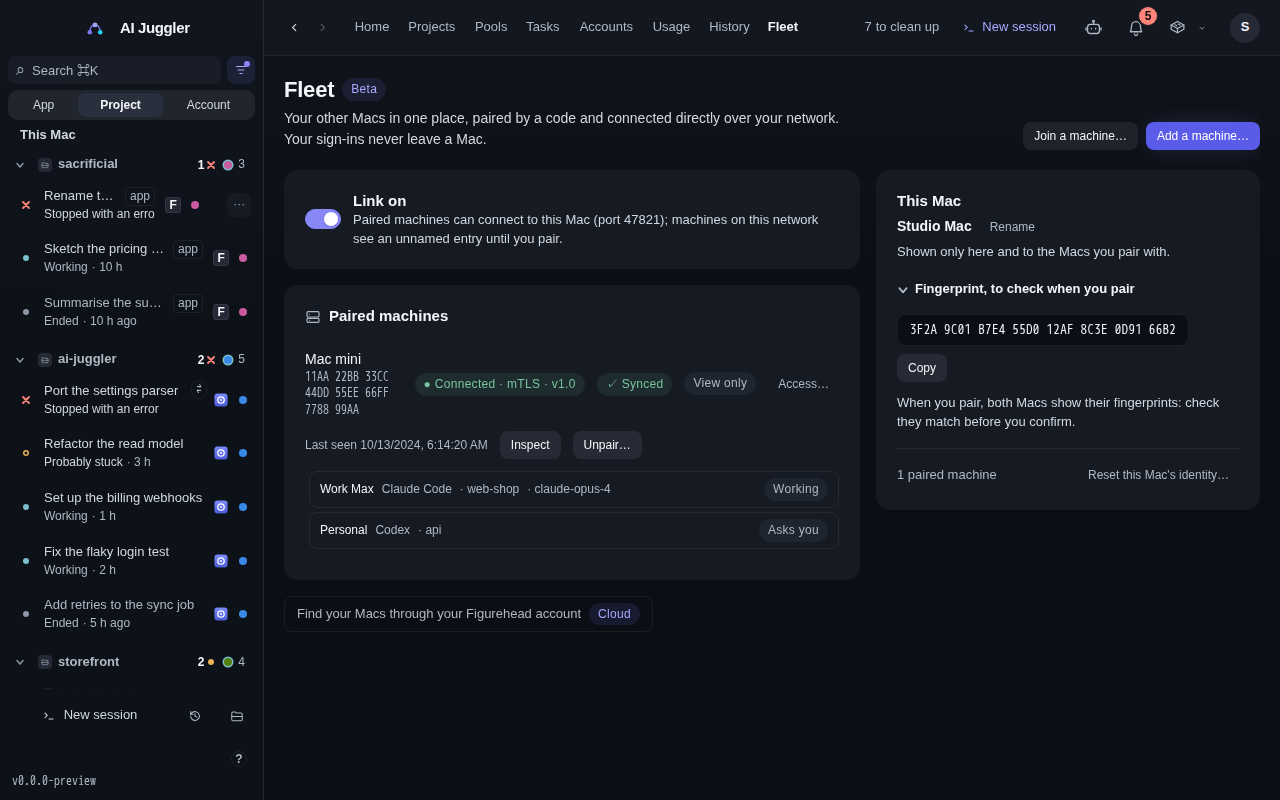 AI Juggler
Search ⌘K
App
Project
Account
This Mac
sacrificial
1
3
Rename t…
app
Stopped with an erro
F
Sketch the pricing …
app
Working · 10 h
F
Summarise the su…
app
Ended · 10 h ago
F
ai-juggler
2
5
Port the settings parser
Stopped with an error
Refactor the read model
Probably stuck · 3 h
Set up the billing webhooks
Working · 1 h
Fix the flaky login test
Working · 2 h
Add retries to the sync job
Ended · 5 h ago
storefront
2
4
New session
?
v0.0.0-preview
Home
Projects
Pools
Tasks
Accounts
Usage
History
Fleet
7 to clean up
New session
5
S
Fleet
Beta
Your other Macs in one place, paired by a code and connected directly over your network.
Your sign-ins never leave a Mac.
Join a machine…
Add a machine…
Link on
Paired machines can connect to this Mac (port 47821); machines on this network
see an unnamed entry until you pair.
Paired machines
Mac mini
11AA 22BB 33CC
44DD 55EE 66FF
7788 99AA
● Connected · mTLS · v1.0
✓ Synced
View only
Access…
Last seen 10/13/2024, 6:14:20 AM
Inspect
Unpair…
Work Max
Claude Code
· web-shop
· claude-opus-4
Working
Personal
Codex
· api
Asks you
Find your Macs through your Figurehead account
Cloud
This Mac
Studio Mac
Rename
Shown only here and to the Macs you pair with.
Fingerprint, to check when you pair
3F2A 9C01 B7E4 55D0 12AF 8C3E 0D91 66B2
Copy
When you pair, both Macs show their fingerprints: check
they match before you confirm.
1 paired machine
Reset this Mac's identity…